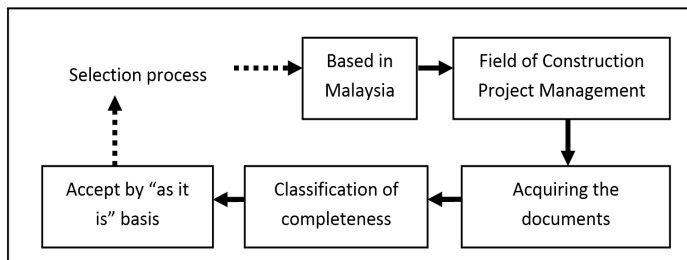 Selection process
Based in
Malaysia
Field of Construction
Project Management
Acquiring the
documents
Classification of
completeness
Accept by “as it
is” basis